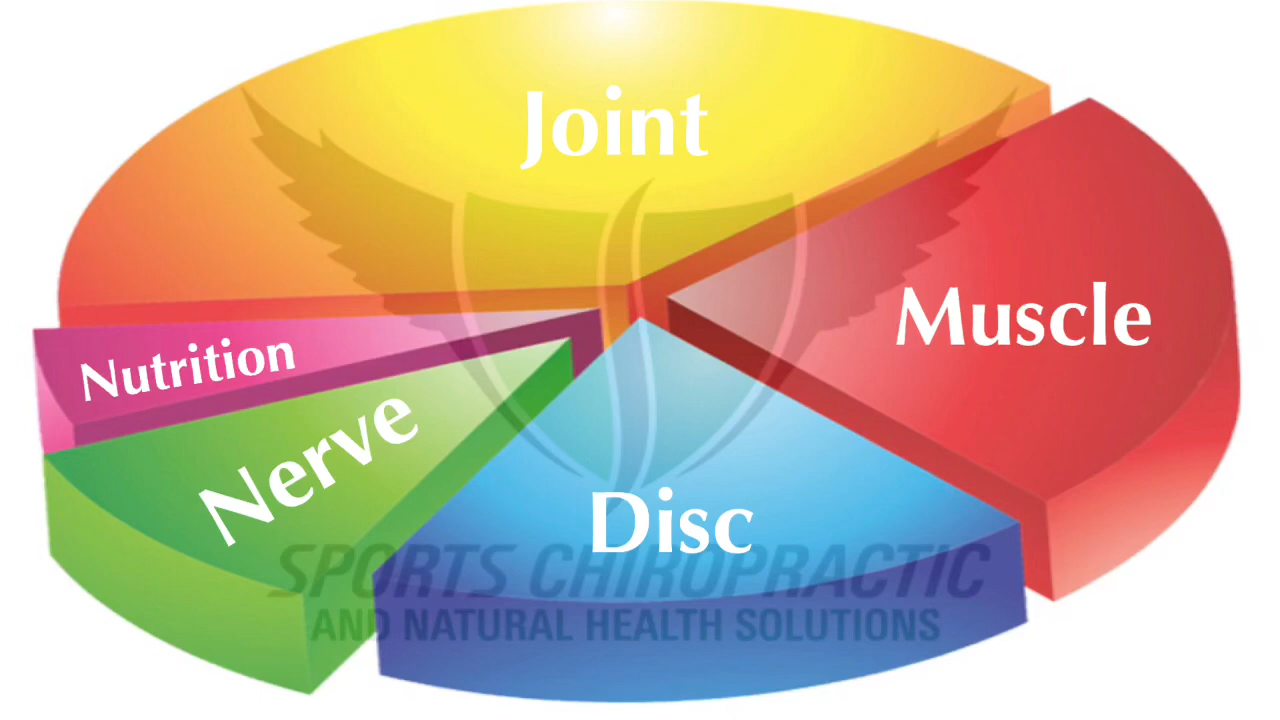 Joint
Muscle
Nutrition
Nerve
Disc
SPORTS CHIROPRACTIC
AND NATURAL HEALTH SOLUTIONS